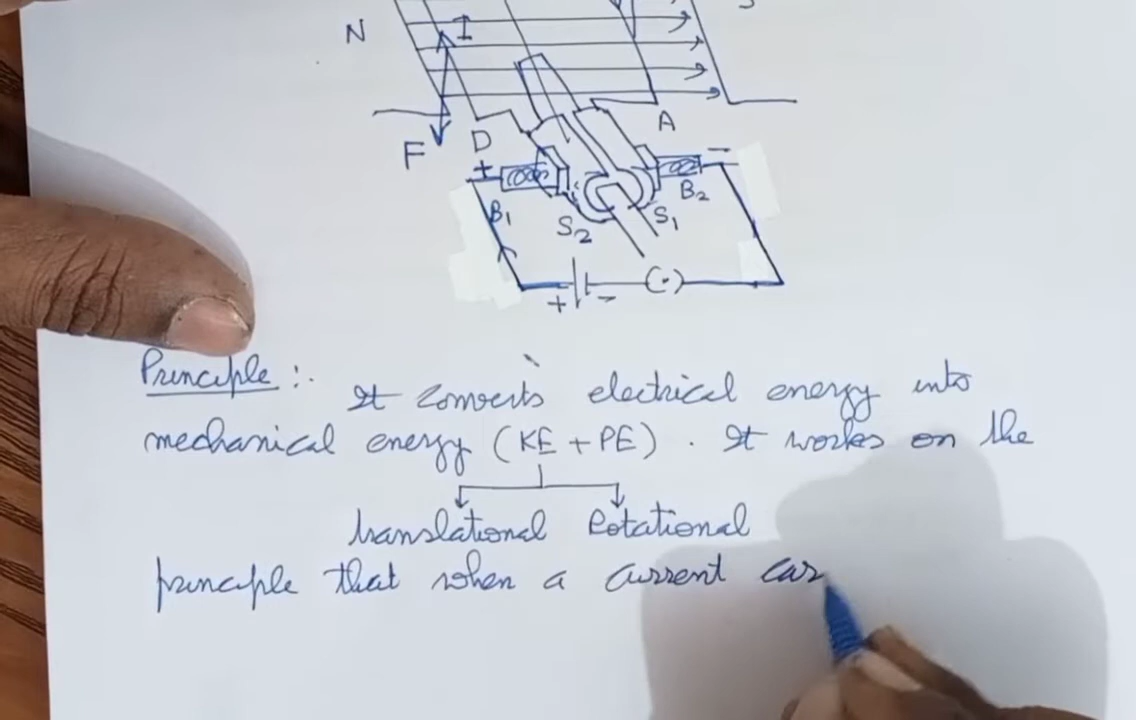 N
I
F
D
A
+
−
B1
B2
S2
S1
+ −
(·)
Principle :-
It converts electrical energy into
mechanical energy (KE + PE) . It works on the
translational Rotational
principle that when a current car